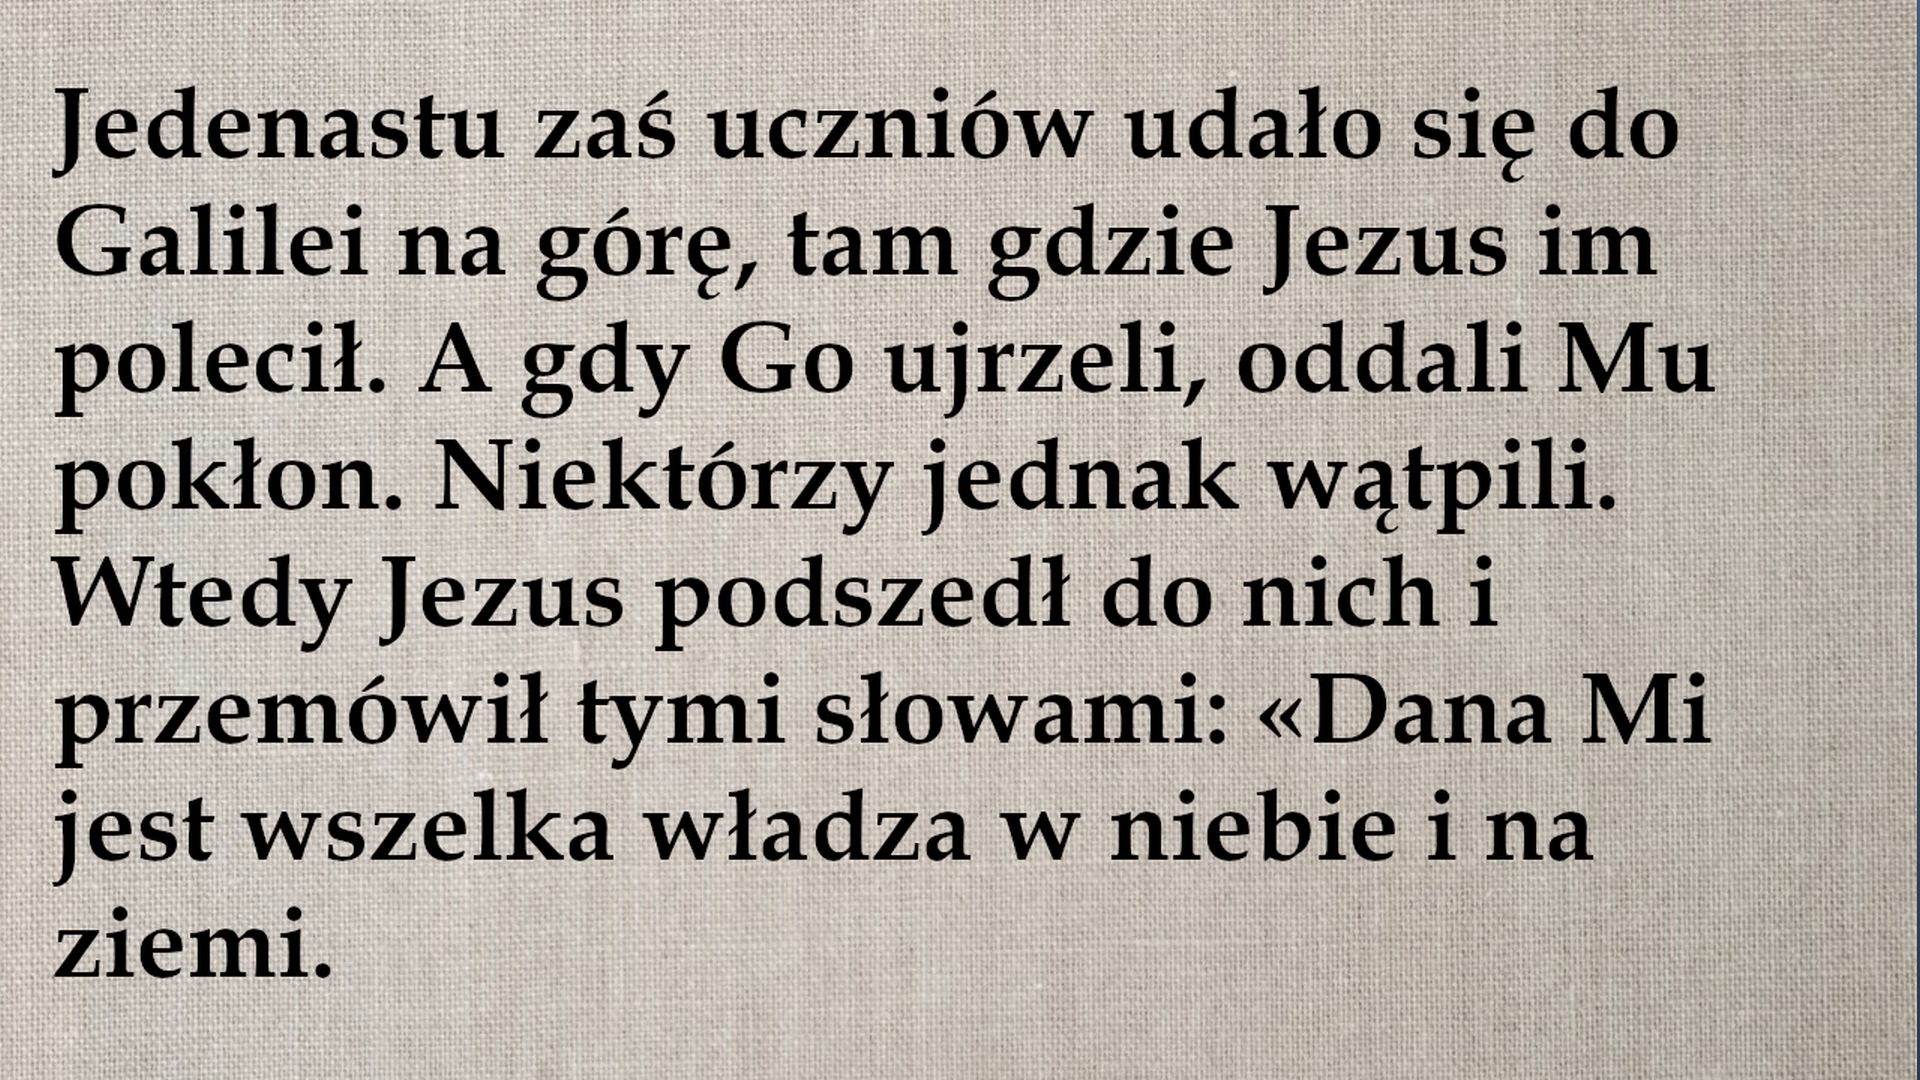 Jedenastu zaś uczniów udało się do
Galilei na górę, tam gdzie Jezus im
polecił. A gdy Go ujrzeli, oddali Mu
pokłon. Niektórzy jednak wątpili.
Wtedy Jezus podszedł do nich i
przemówił tymi słowami: «Dana Mi
jest wszelka władza w niebie i na
ziemi.